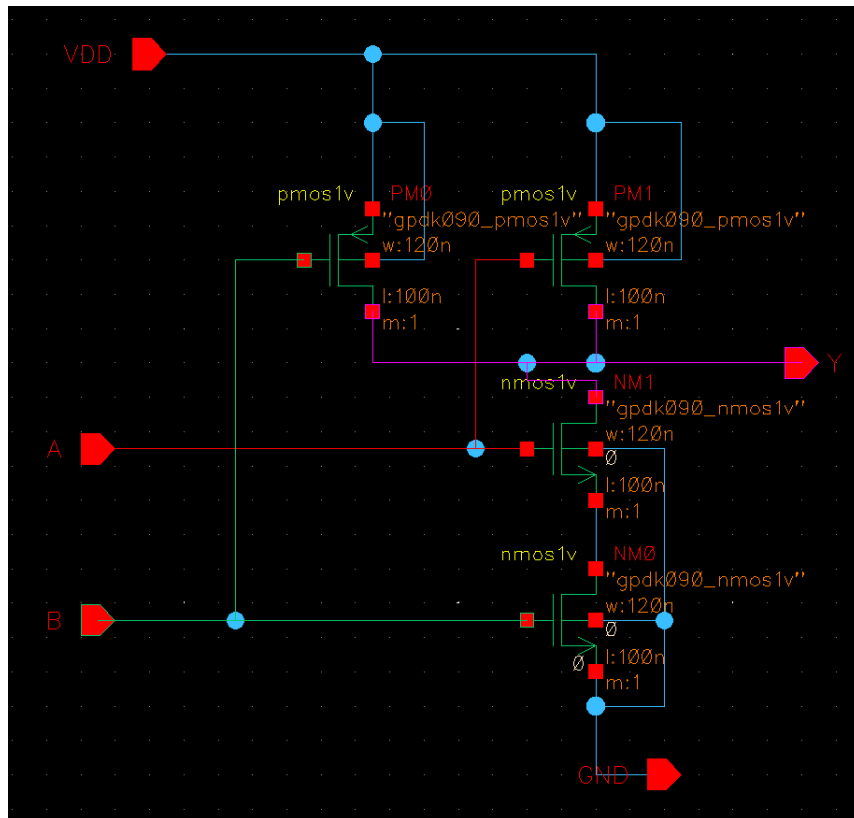 VDD
pmos1v PM0
"gpdk090_pmos1v"
w:120n
l:100n
m:1
pmos1v PM1
"gpdk090_pmos1v"
w:120n
l:100n
m:1
Y
nmos1v NM1
"gpdk090_nmos1v"
w:120n
0
l:100n
m:1
A
nmos1v NM0
"gpdk090_nmos1v"
w:120n
0
0
l:100n
m:1
B
GND